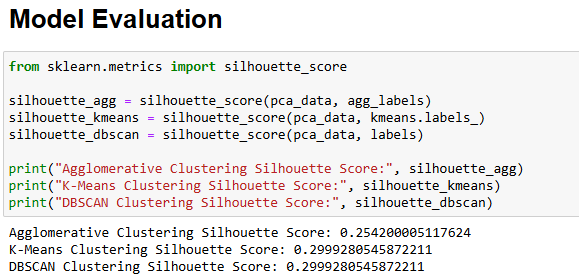 Model Evaluation
from sklearn.metrics import silhouette_score
silhouette_agg = silhouette_score(pca_data, agg_labels)
silhouette_kmeans = silhouette_score(pca_data, kmeans.labels_)
silhouette_dbscan = silhouette_score(pca_data, labels)
print("Agglomerative Clustering Silhouette Score:", silhouette_agg)
print("K-Means Clustering Silhouette Score:", silhouette_kmeans)
print("DBSCAN Clustering Silhouette Score:", silhouette_dbscan)
Agglomerative Clustering Silhouette Score: 0.254200005117624
K-Means Clustering Silhouette Score: 0.2999280545872211
DBSCAN Clustering Silhouette Score: 0.2999280545872211